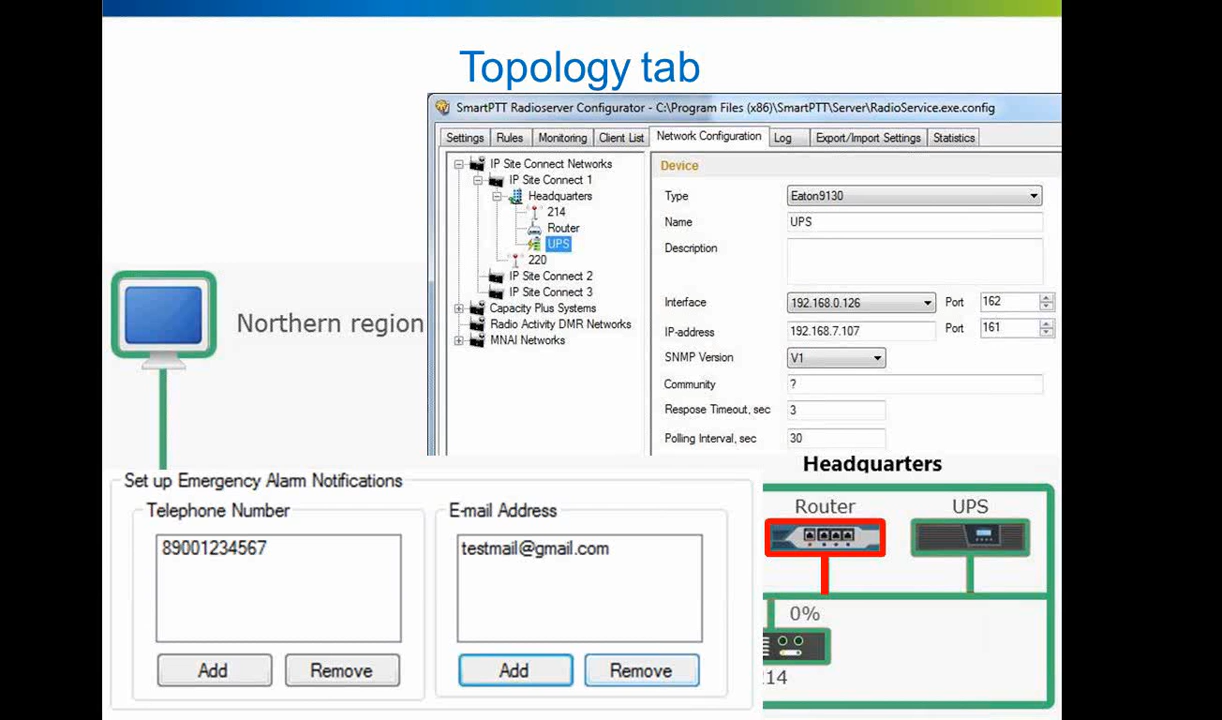 Topology tab
SmartPTT Radioserver Configurator - C:\Program Files (x86)\SmartPTT\Server\RadioService.exe.config
Settings Rules Monitoring Client List Network Configuration Log Export/Import Settings Statistics
IP Site Connect Networks
IP Site Connect 1
Headquarters
214
Router
UPS
220
IP Site Connect 2
IP Site Connect 3
Capacity Plus Systems
Radio Activity DMR Networks
MNAI Networks
Device
Type Eaton9130
Name UPS
Description
Interface 192.168.0.126 Port 162
IP-address 192.168.7.107 Port 161
SNMP Version V1
Community ?
Respose Timeout, sec 3
Polling Interval, sec 30
Northern region
Set up Emergency Alarm Notifications
Telephone Number
89001234567
Add Remove
E-mail Address
testmail@gmail.com
Add Remove
Headquarters
Router UPS
0%
14